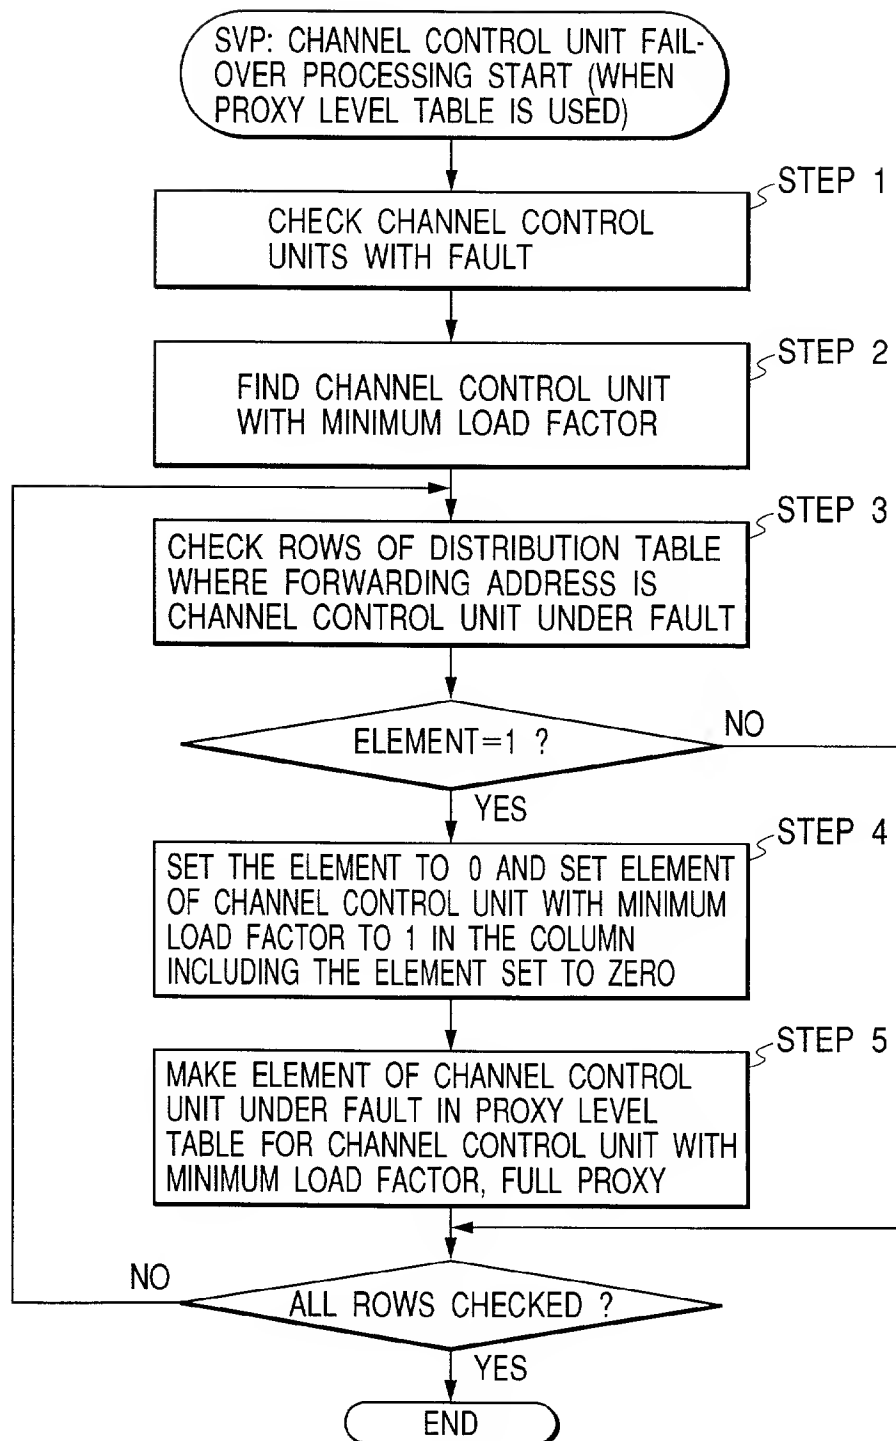 SVP: CHANNEL CONTROL UNIT FAIL-
OVER PROCESSING START (WHEN
PROXY LEVEL TABLE IS USED)
STEP 1
CHECK CHANNEL CONTROL
UNITS WITH FAULT
STEP 2
FIND CHANNEL CONTROL UNIT
WITH MINIMUM LOAD FACTOR
STEP 3
CHECK ROWS OF DISTRIBUTION TABLE
WHERE FORWARDING ADDRESS IS
CHANNEL CONTROL UNIT UNDER FAULT
ELEMENT=1 ?
NO
YES
STEP 4
SET THE ELEMENT TO 0 AND SET ELEMENT
OF CHANNEL CONTROL UNIT WITH MINIMUM
LOAD FACTOR TO 1 IN THE COLUMN
INCLUDING THE ELEMENT SET TO ZERO
STEP 5
MAKE ELEMENT OF CHANNEL CONTROL
UNIT UNDER FAULT IN PROXY LEVEL
TABLE FOR CHANNEL CONTROL UNIT WITH
MINIMUM LOAD FACTOR, FULL PROXY
NO
ALL ROWS CHECKED ?
YES
END